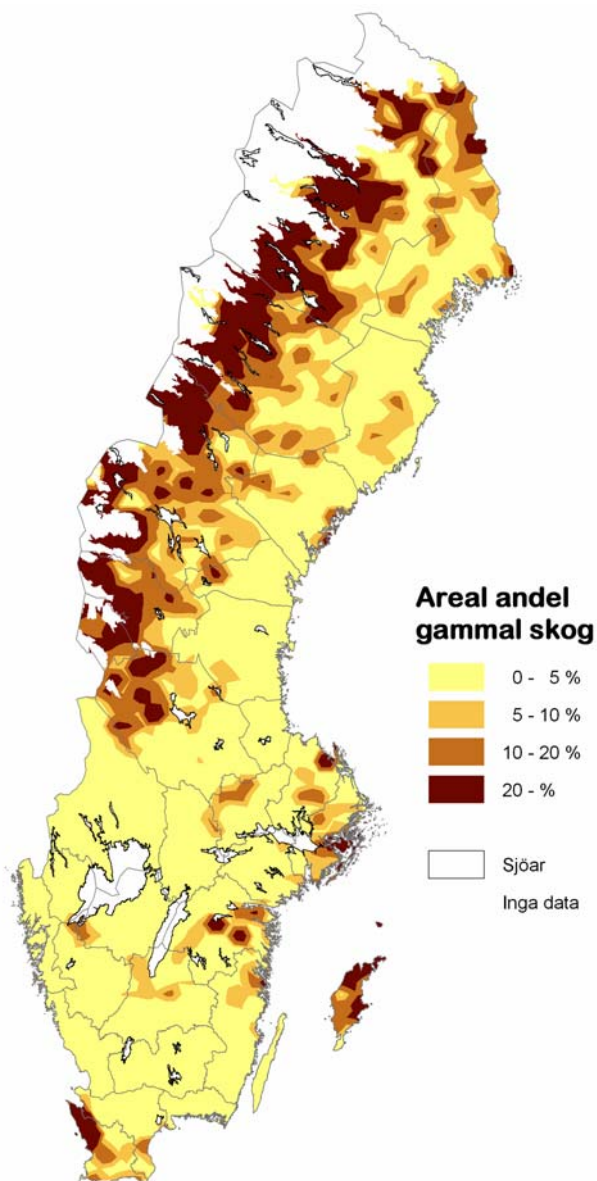 Areal andel
gammal skog
0 - 5 %
5 - 10 %
10 - 20 %
20 - %
Sjöar
Inga data